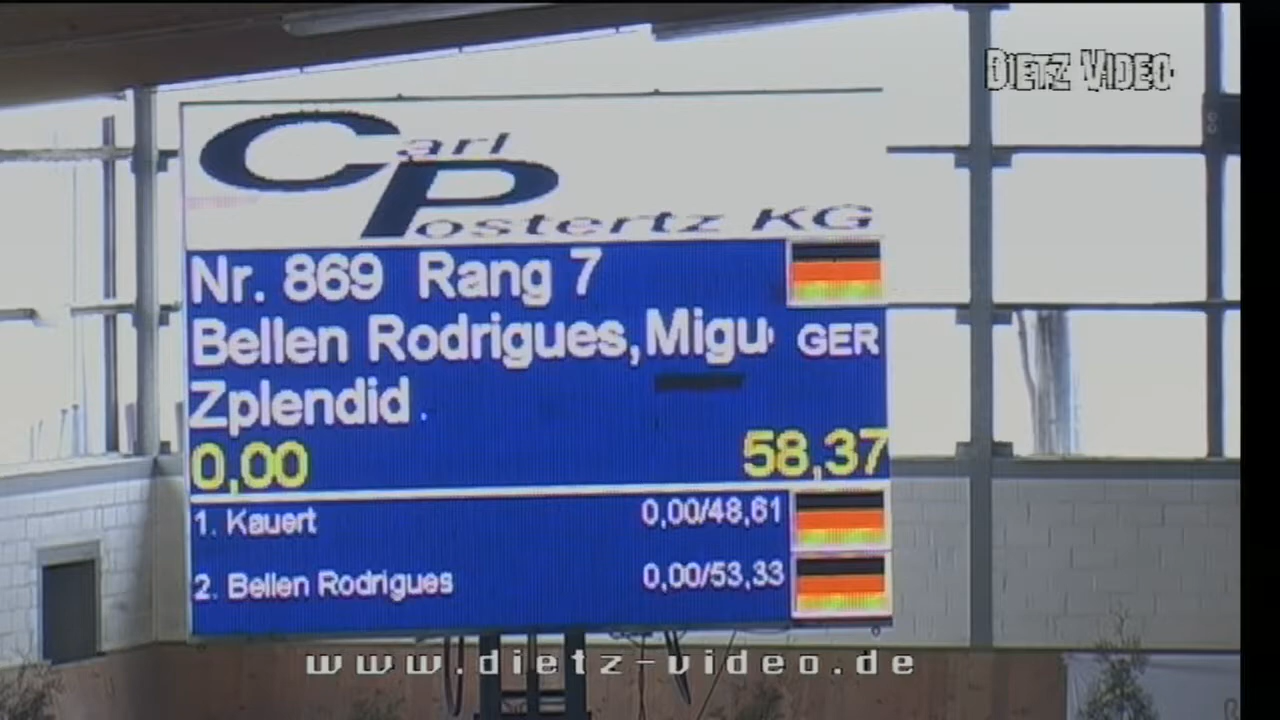 DIETZ VIDEO
Carl
Postertz KG
Nr. 869 Rang 7
Bellen Rodrigues, Migu GER
Zplendid
0,00 58,37
1. Kauert 0,00/48,61
2. Bellen Rodrigues 0,00/53,33
www.dietz-video.de